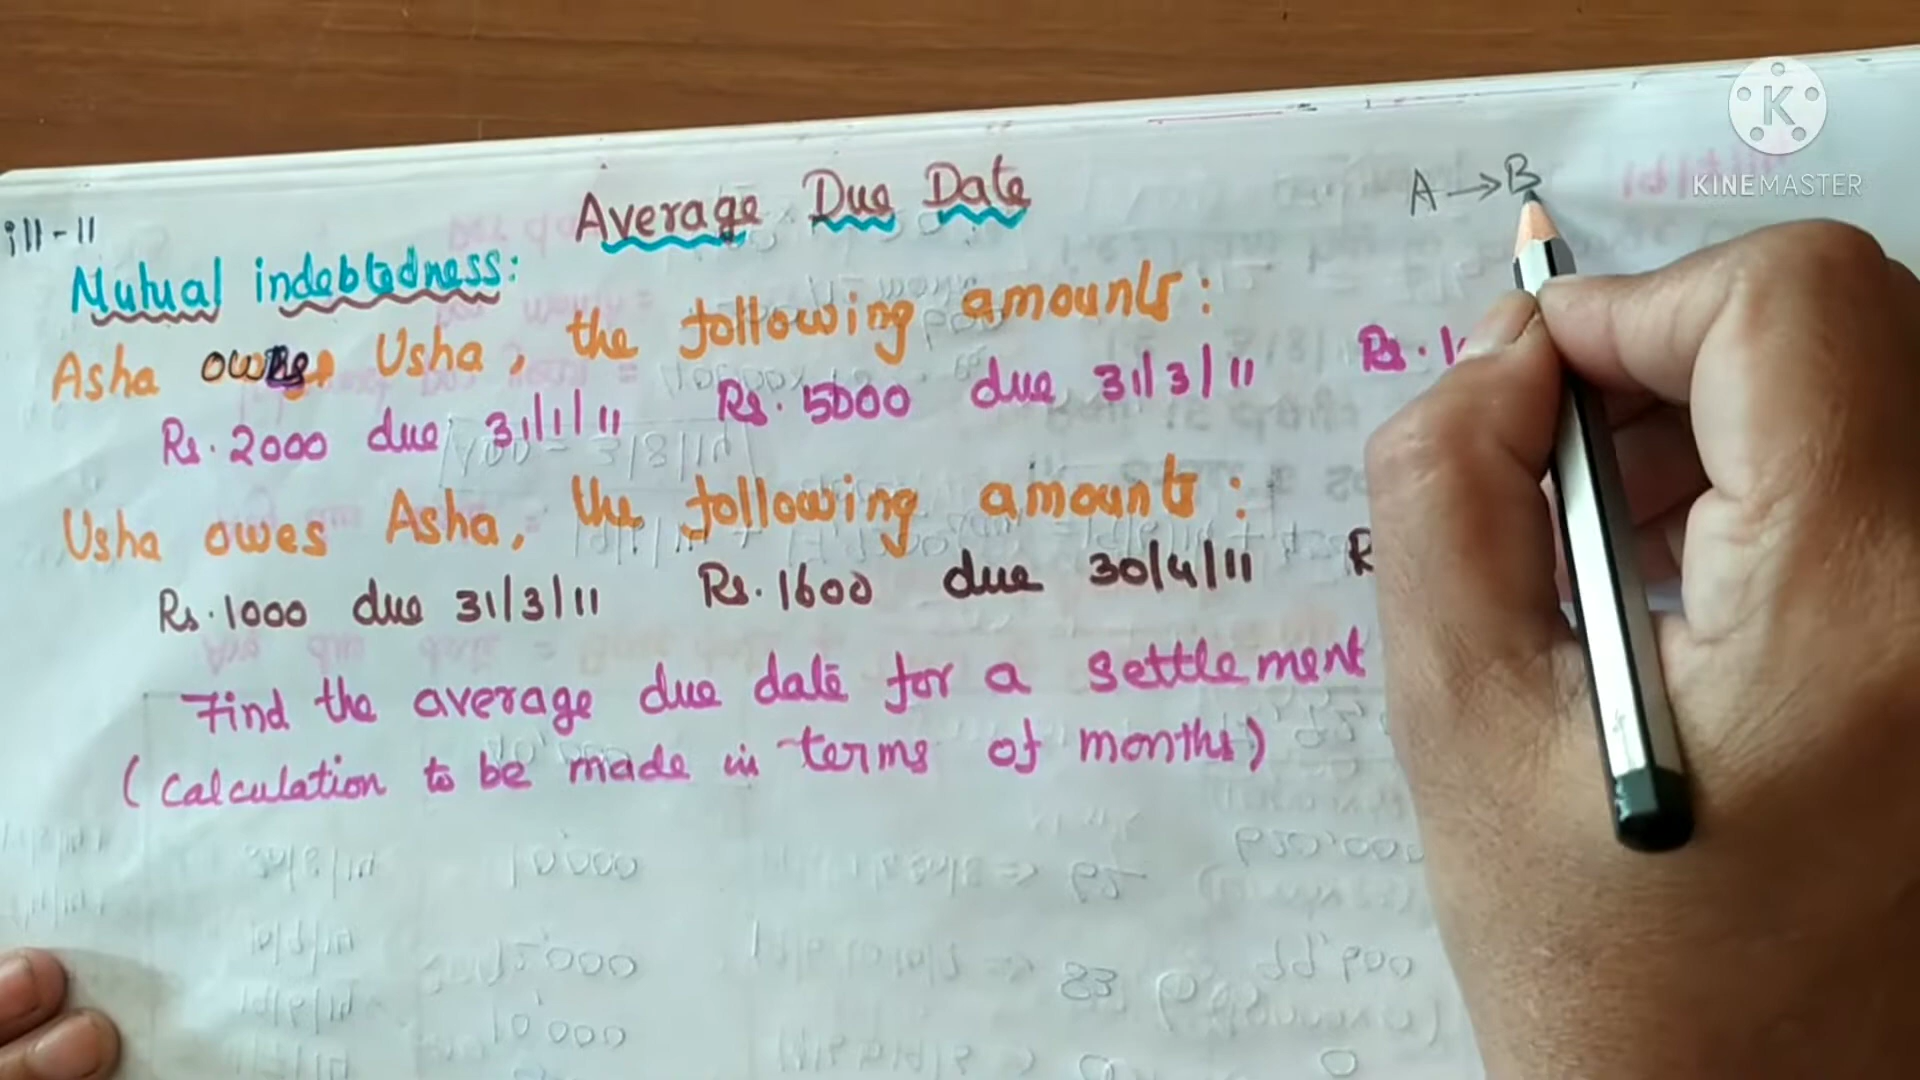 KINEMASTER
Average Due Date
A → B
ill-11
Mutual indebtedness:
Asha owes Usha, the following amounts:
Rs. 2000 due 31/1/11 Rs. 5000 due 31/3/11 Rs.
Usha owes Asha, the following amounts:
Rs. 1000 due 31/3/11 Rs. 1600 due 30/4/11
Find the average due date for a settlement
(calculation to be made in terms of months)